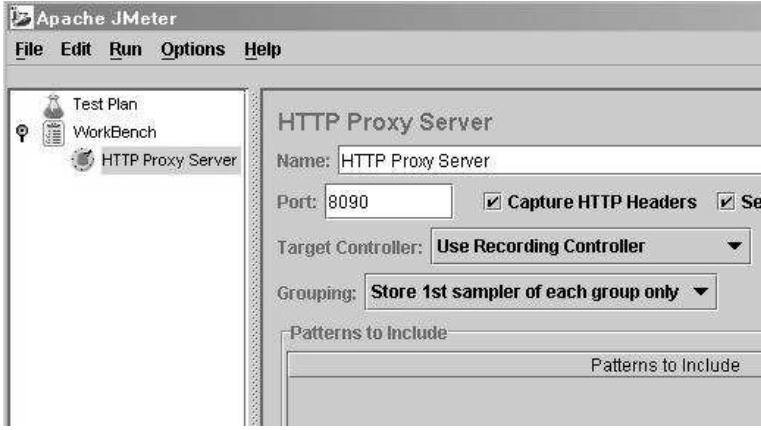 Apache JMeter
File Edit Run Options Help
Test Plan
WorkBench
HTTP Proxy Server
HTTP Proxy Server
Name: HTTP Proxy Server
Port: 8090 Capture HTTP Headers Se
Target Controller: Use Recording Controller
Grouping: Store 1st sampler of each group only
Patterns to Include
Patterns to Include